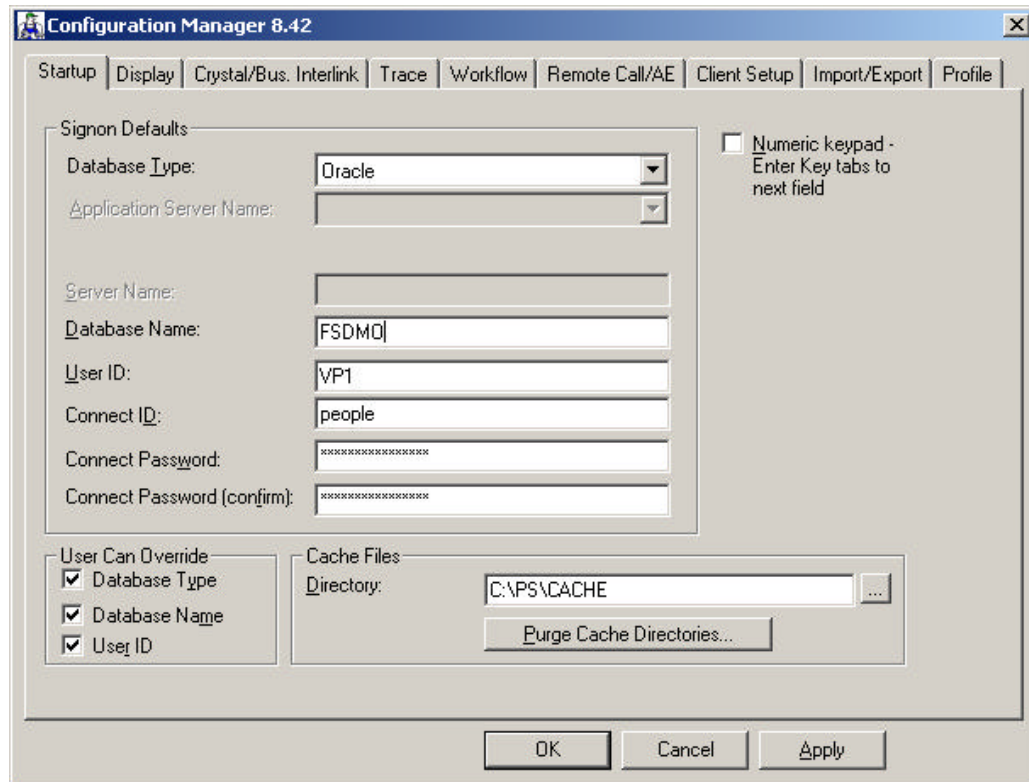 Configuration Manager 8.42
Startup Display Crystal/Bus. Interlink Trace Workflow Remote Call/AE Client Setup Import/Export Profile
Signon Defaults
Database Type: Oracle
Numeric keypad -
Enter Key tabs to
next field
Application Server Name:
Server Name:
Database Name: FSDMO
User ID: VP1
Connect ID: people
Connect Password: ****************
Connect Password (confirm): ****************
User Can Override
Database Type
Database Name
User ID
Cache Files
Directory: C:\PS\CACHE ...
Purge Cache Directories...
OK Cancel Apply